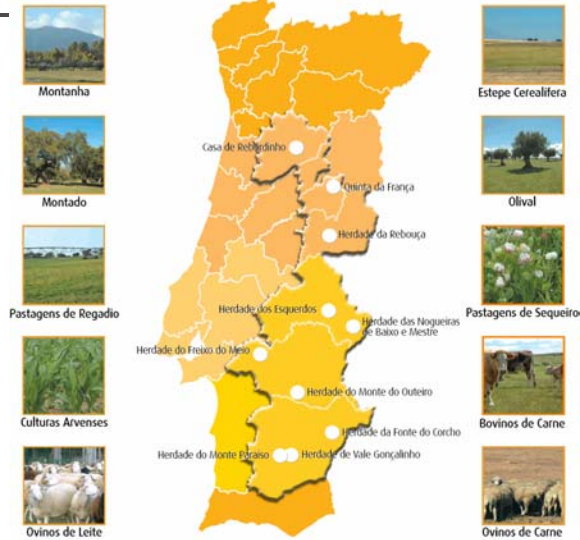 Montanha
Estepe Cerealífera
Casa de Rebordinho
Montado
Quinta da França
Olival
Herdade da Rebouça
Pastagens de Regadio
Herdade dos Esquerdos
Pastagens de Sequeiro
Herdade das Nogueiras
de Baixo e Mestre
Herdade do Freixo do Meio
Culturas Arvenses
Herdade do Monte do Outeiro
Bovinos de Carne
Herdade da Fonte do Corcho
Herdade do Monte Paraíso
Herdade de Vale Gonçalinho
Ovinos de Leite
Ovinos de Carne